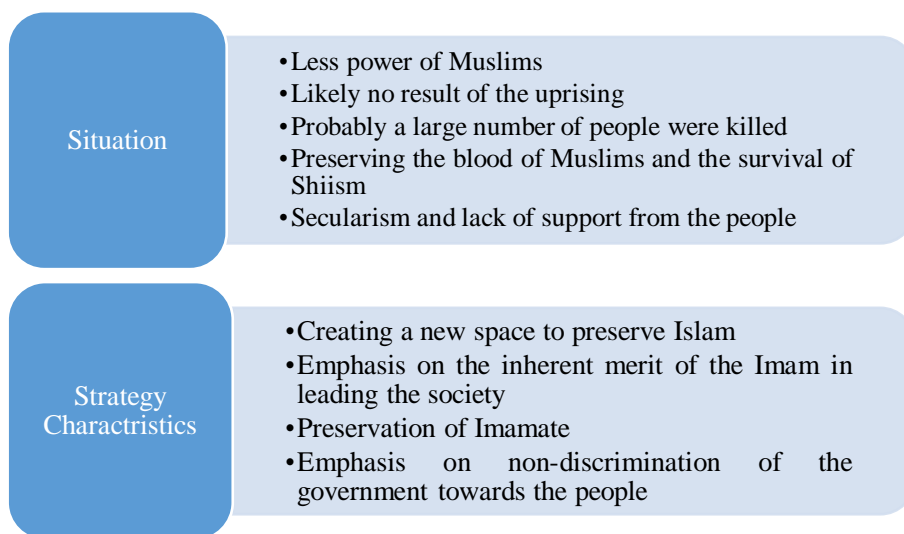 Situation
•Less power of Muslims
•Likely no result of the uprising
•Probably a large number of people were killed
•Preserving the blood of Muslims and the survival of
Shiism
•Secularism and lack of support from the people
Strategy
Charactristics
•Creating a new space to preserve Islam
•Emphasis on the inherent merit of the Imam in
leading the society
•Preservation of Imamate
•Emphasis on non-discrimination of the
government towards the people